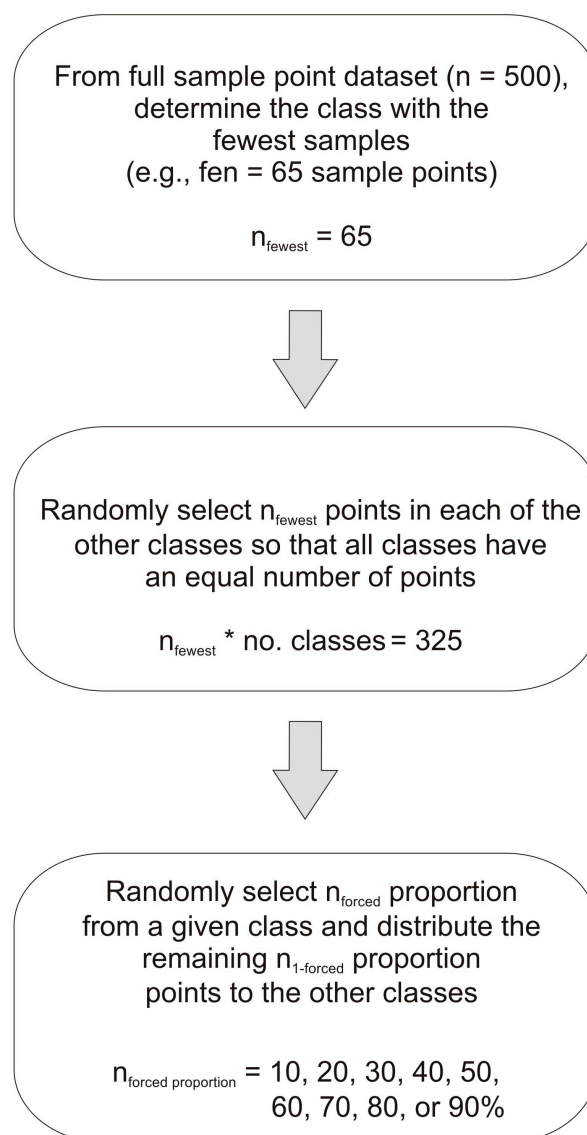 From full sample point dataset (n = 500),
determine the class with the
fewest samples
(e.g., fen = 65 sample points)
n_fewest = 65
Randomly select n_fewest points in each of the
other classes so that all classes have
an equal number of points
n_fewest * no. classes = 325
Randomly select n_forced proportion
from a given class and distribute the
remaining n_1-forced proportion
points to the other classes
n_forced proportion = 10, 20, 30, 40, 50,
60, 70, 80, or 90%